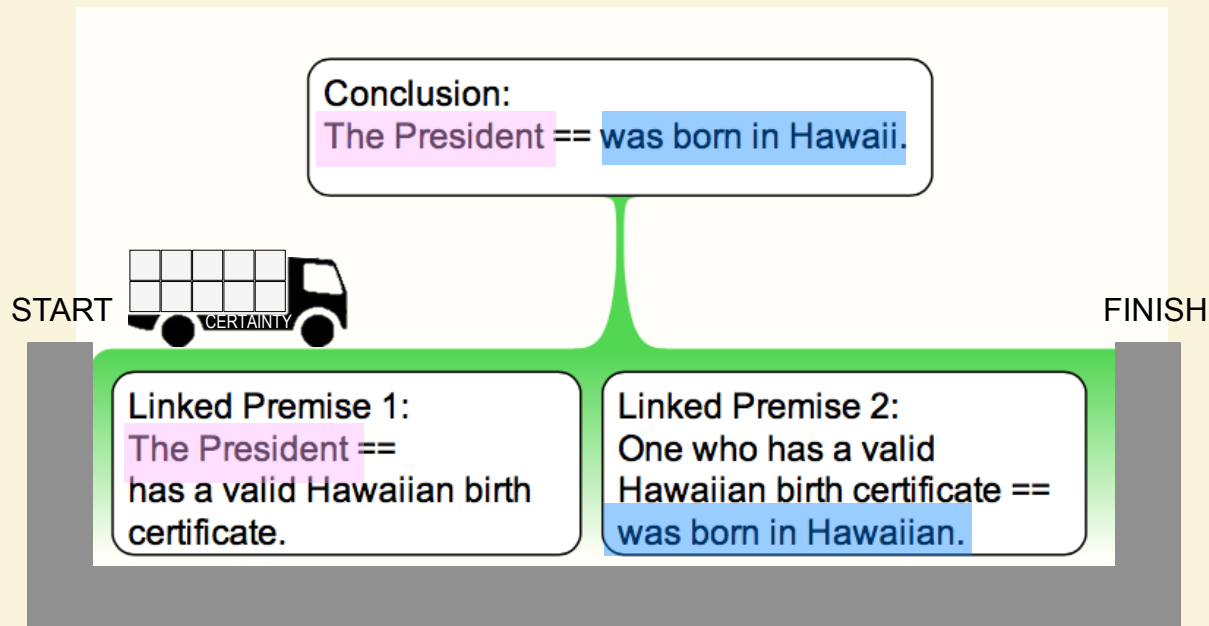 Conclusion:
The President == was born in Hawaii.
START
CERTAINTY
FINISH
Linked Premise 1:
The President ==
has a valid Hawaiian birth
certificate.
Linked Premise 2:
One who has a valid
Hawaiian birth certificate ==
was born in Hawaiian.